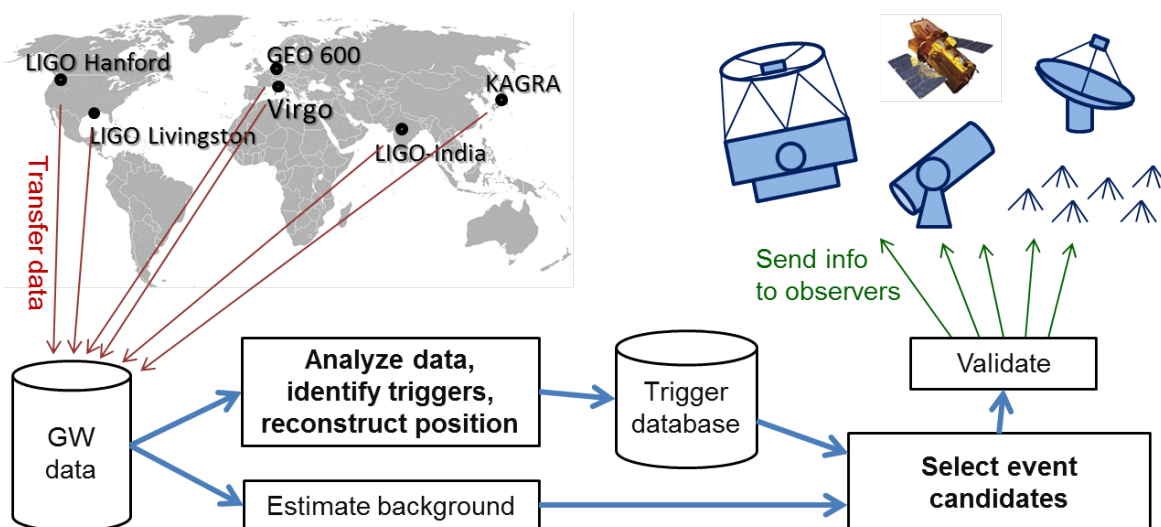 LIGO Hanford
GEO 600
KAGRA
Virgo
LIGO Livingston
LIGO-India
Transfer data
Send info
to observers
Analyze data,
identify triggers,
reconstruct position
Trigger
database
Validate
GW
data
Estimate background
Select event
candidates